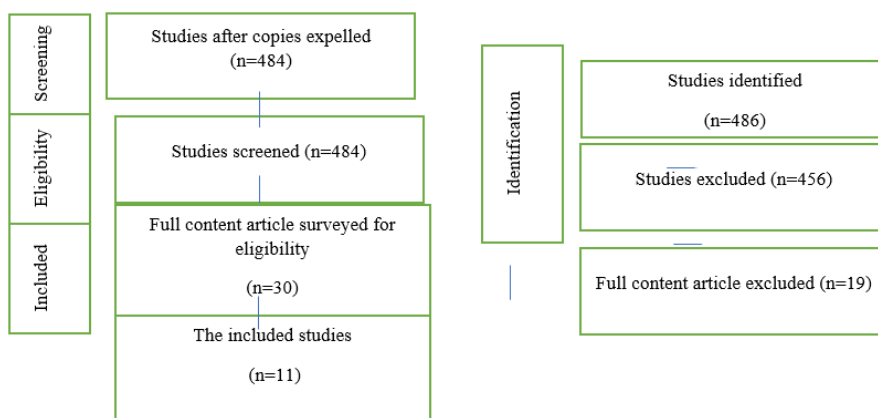 Screening
Eligibility
Included
Studies after copies expelled
(n=484)
Studies screened (n=484)
Full content article surveyed for
eligibility
(n=30)
The included studies
(n=11)
Identification
Studies identified
(n=486)
Studies excluded (n=456)
Full content article excluded (n=19)